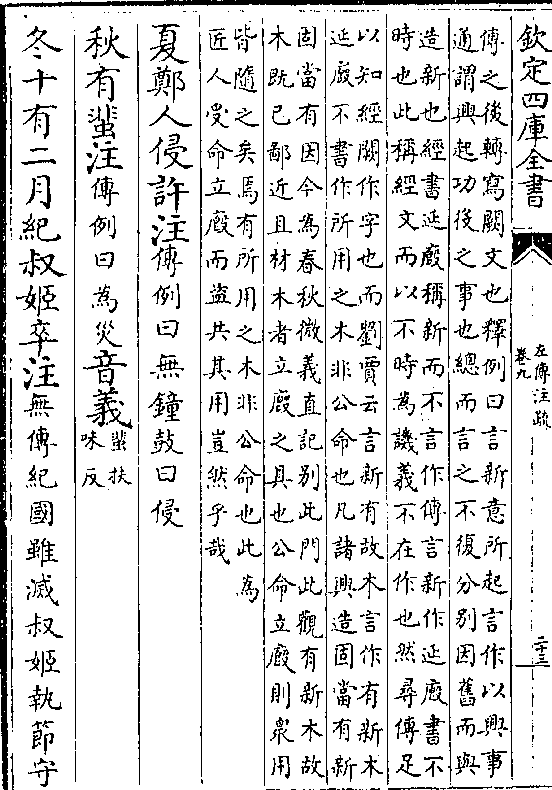 欽定四庫全書
左傳注疏
卷九
二十三
傳之後轉寫闕文也釋例曰言新意所起言作以興事
通謂興起功役之事也總而言之不復分別因舊而與
造新也經書延廏稱新而不言作傳言新作延廏書不
時也此稱經文而以不時為譏義不在作也然尋傳足
以知經闕作字也而劉賈云言新有故木言作有新木
延廏不書作所用之木非公命也凡諸興造固當有新
固當有因今為春秋微義直記別此門此觀有新木故
木既已鄙近且材木者立廏之具也公命立廏則衆用
皆隨之矣焉有所用之木非公命也此為
匠人受命立廏而盜共其用豈然乎哉
夏鄭人侵許注傳例曰無鐘鼓曰侵
秋有蜚注傳例曰為災音義蜚扶
味反
冬十有二月紀叔姬卒注無傳紀國雖滅叔姬執節守